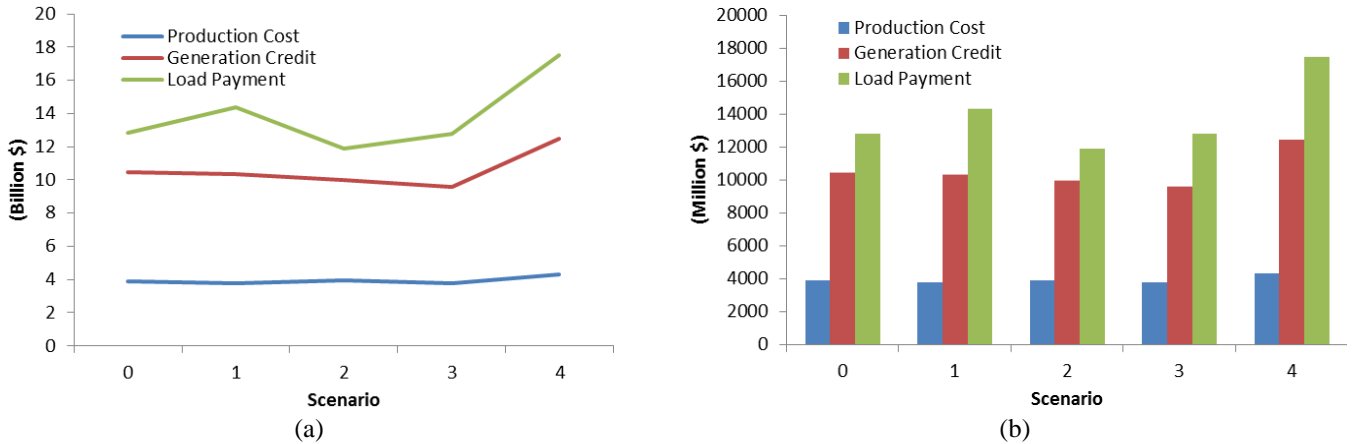 20
18
16
14
12
10
8
6
4
2
0
(Billion $)
Production Cost
Generation Credit
Load Payment
0 1 2 3 4
Scenario
(a)
20000
18000
16000
14000
12000
10000
8000
6000
4000
2000
0
(Million $)
Production Cost
Generation Credit
Load Payment
0 1 2 3 4
Scenario
(b)